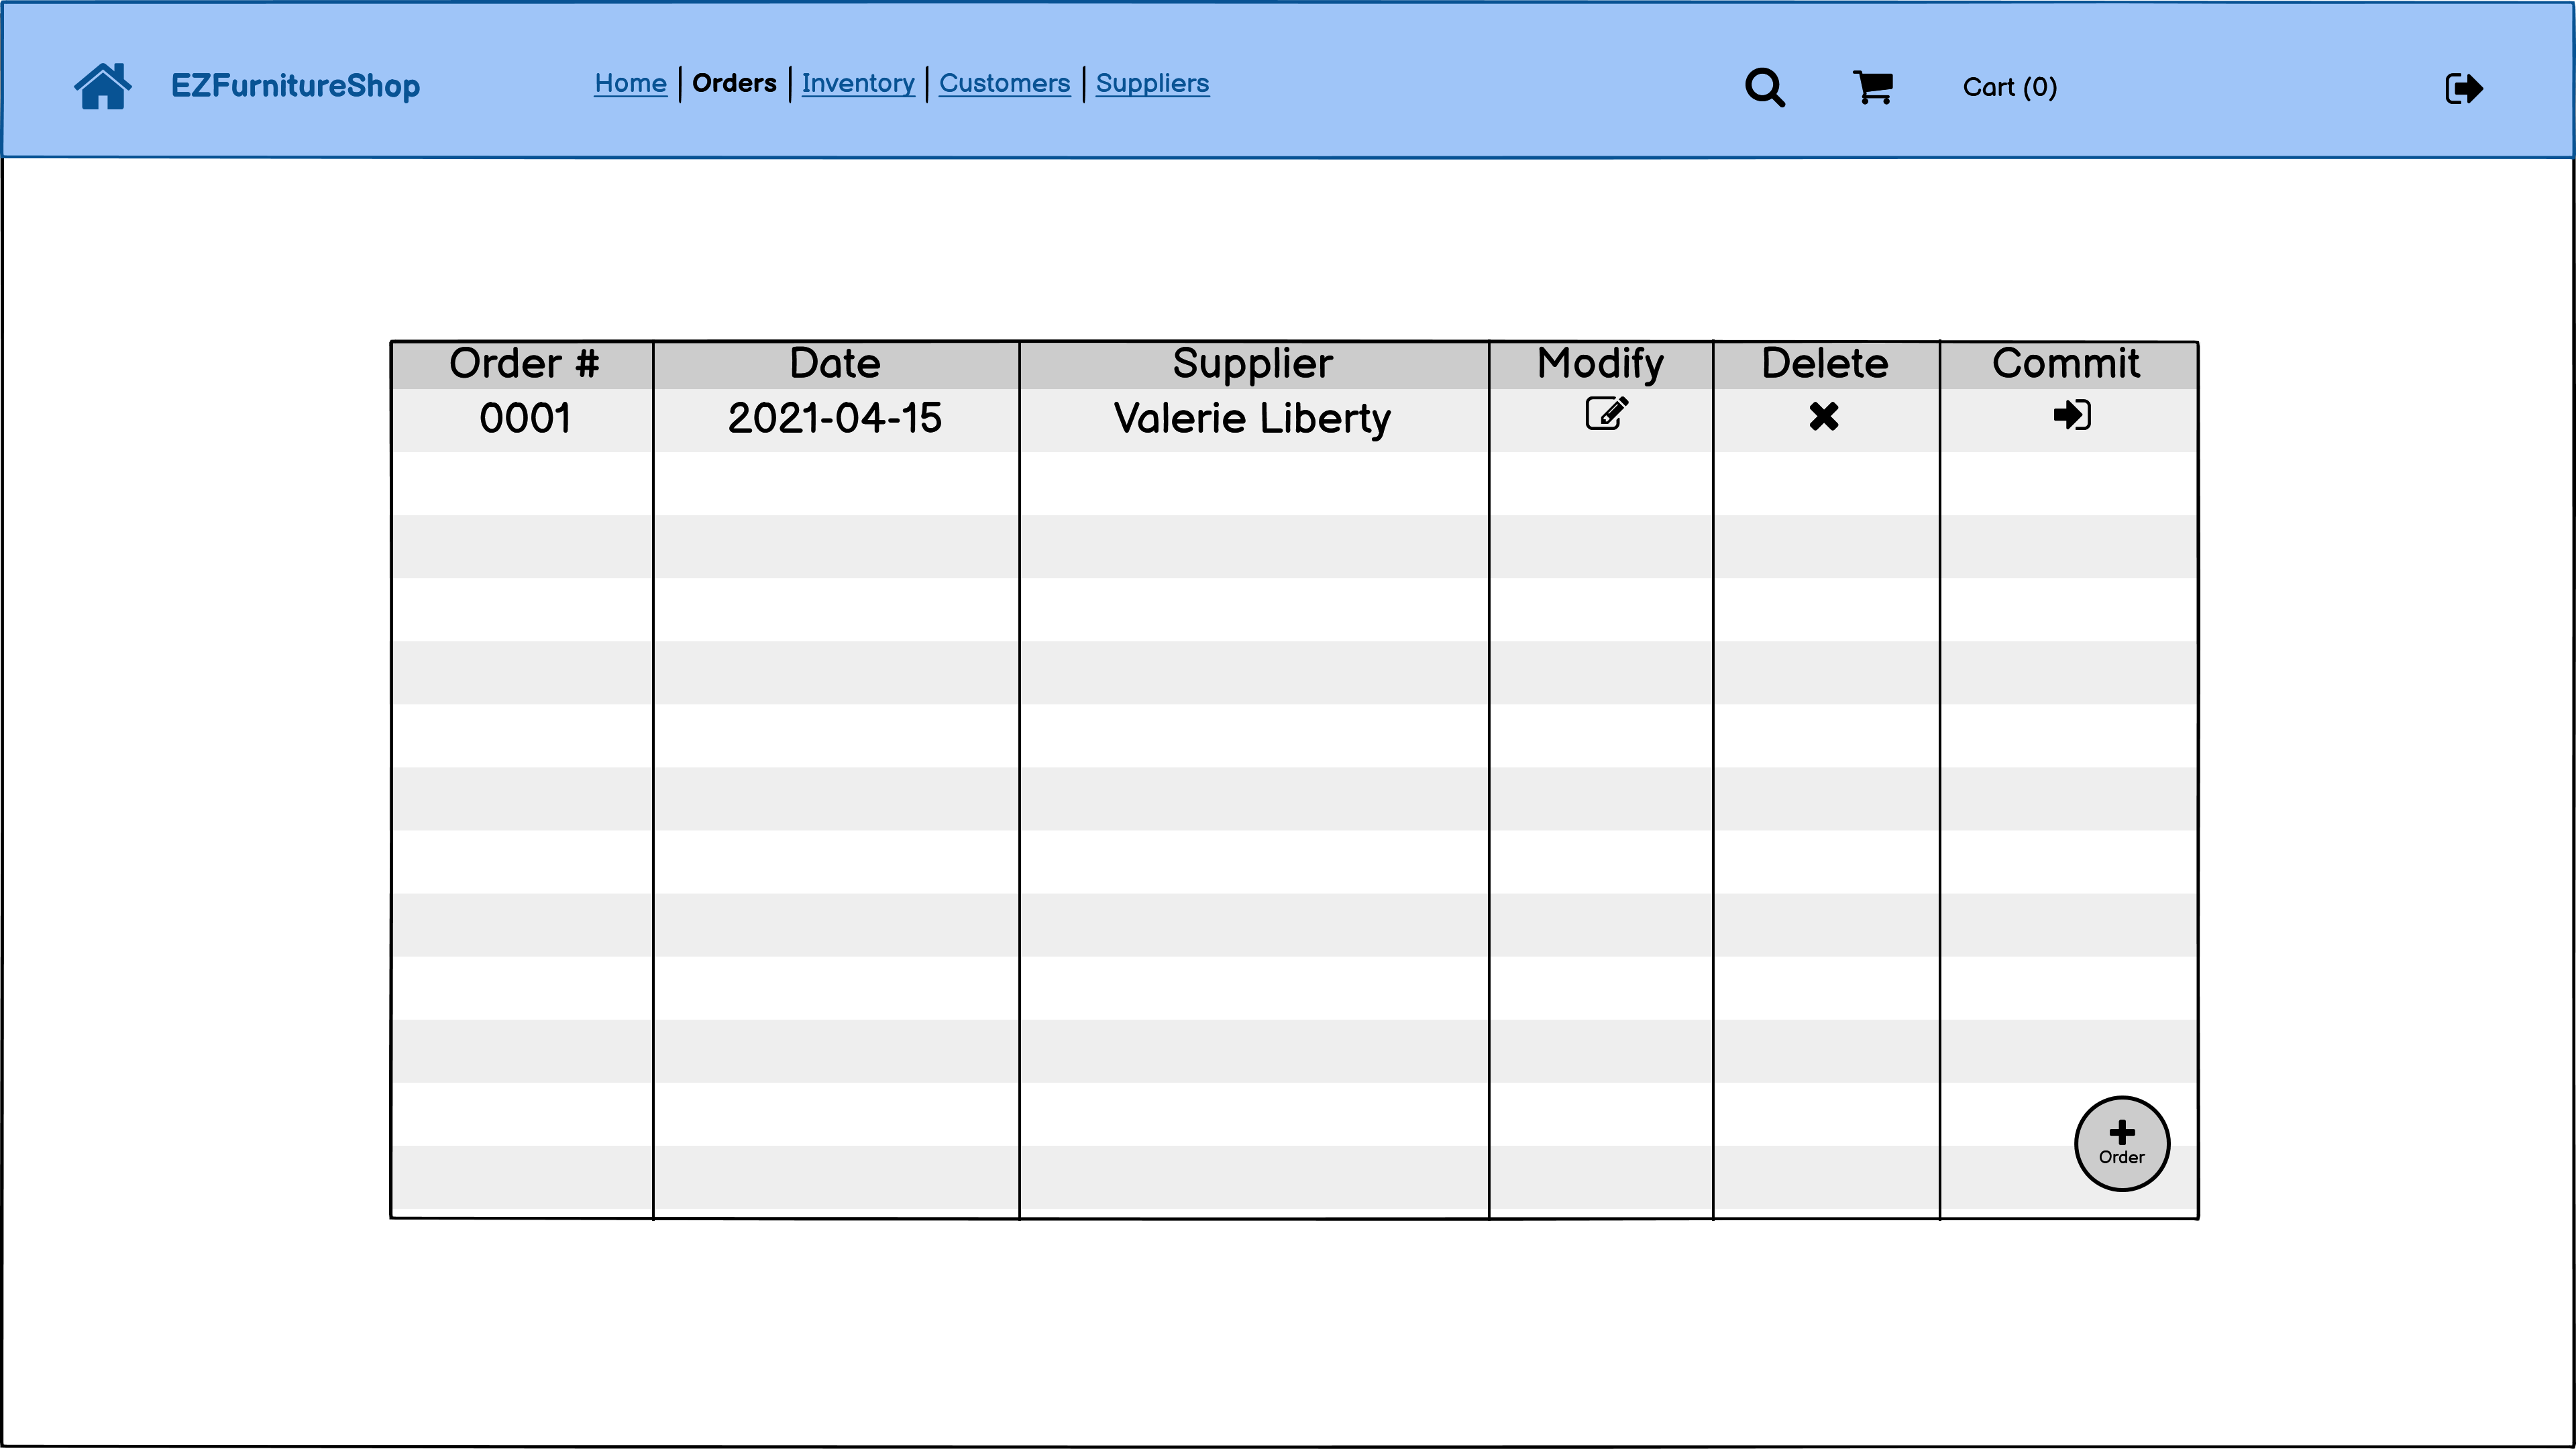 EZFurnitureShop
Home | Orders | Inventory | Customers | Suppliers
Cart (0)
Order # Date Supplier Modify Delete Commit
0001 2021-04-15 Valerie Liberty
Order